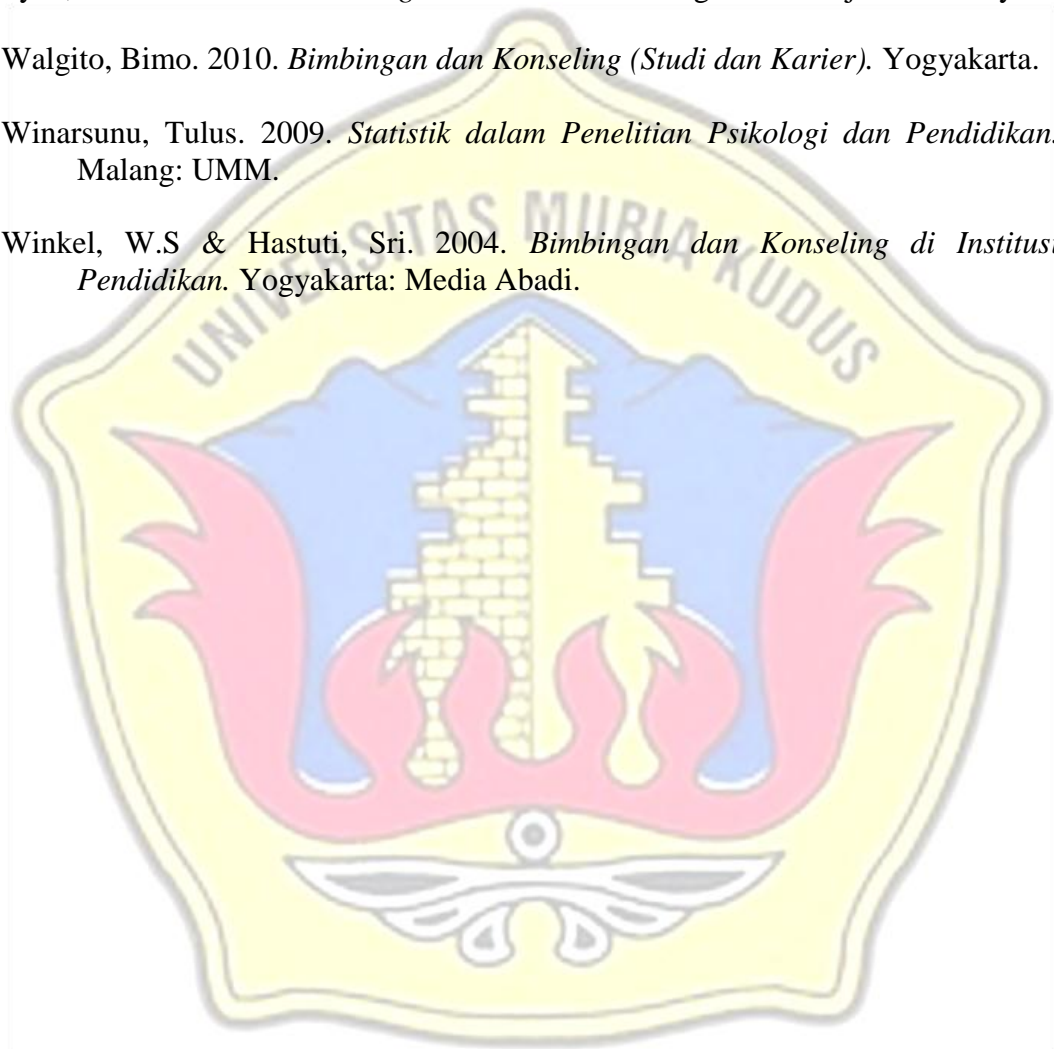 Walgito, Bimo. 2010. Bimbingan dan Konseling (Studi dan Karier). Yogyakarta.
Winarsunu, Tulus. 2009. Statistik dalam Penelitian Psikologi dan Pendidikan.
Malang: UMM.
Winkel, W.S & Hastuti, Sri. 2004. Bimbingan dan Konseling di Institusi
Pendidikan. Yogyakarta: Media Abadi.
UNIVERSITAS MURIA KUDUS